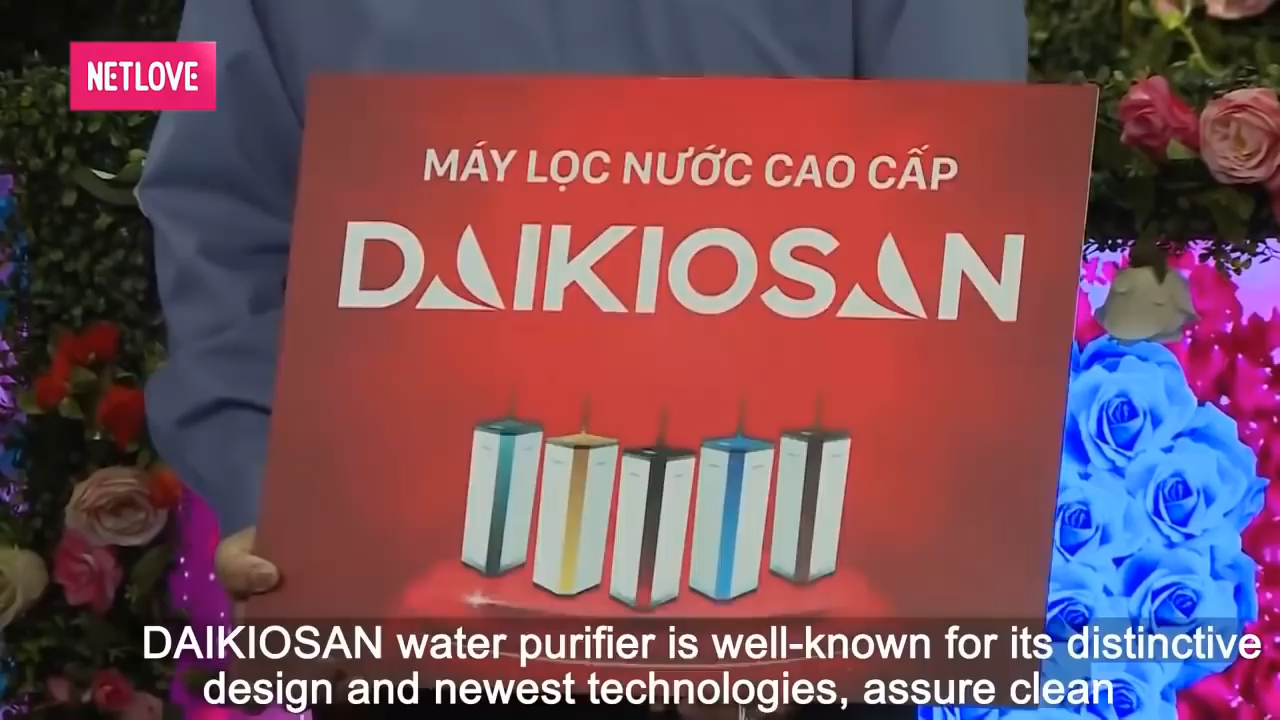 NETLOVE
MÁY LỌC NƯỚC CAO CẤP
DAIKIOSAN
DAIKIOSAN water purifier is well-known for its distinctive
design and newest technologies, assure clean